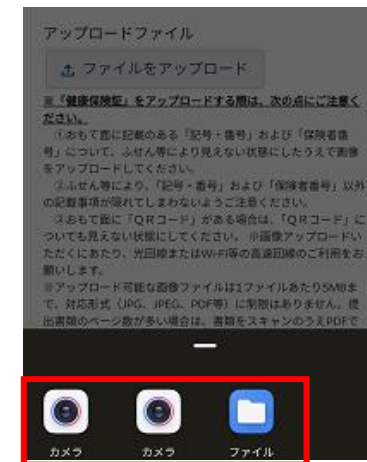 アップロードファイル
ファイルをアップロード
※「健康保険証」をアップロードする際は、次の点にご注意く
ださい。
①おもて面に記載のある「記号・番号」および「保険者番
号」について、ふせん等により見えない状態にしたうえで画像
をアップロードしてください。
②ふせん等により、「記号・番号」および「保険者番号」以外
の記載事項が隠れてしまわないようご注意ください。
③おもて面に「QRコード」がある場合は、「QRコード」に
ついても見えない状態にしてください。 ※画像アップロードい
ただくにあたり、光回線またはWi-Fi等の高速回線のご利用をお
願いします。
※アップロード可能な画像ファイルは1ファイルあたり5MBま
で、対応形式（JPG、JPEG、PDF等）に制限はありません。提
出書類のページ数が多い場合は、書類をスキャンのうえPDFで
カメラ
カメラ
ファイル